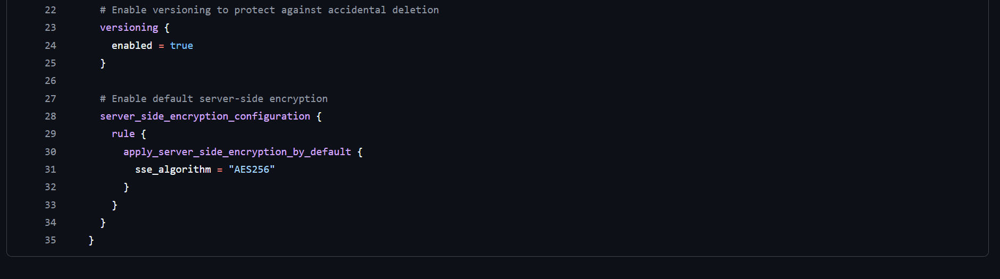 22 # Enable versioning to protect against accidental deletion
23 versioning {
24 enabled = true
25 }
26
27 # Enable default server-side encryption
28 server_side_encryption_configuration {
29 rule {
30 apply_server_side_encryption_by_default {
31 sse_algorithm = "AES256"
32 }
33 }
34 }
35 }